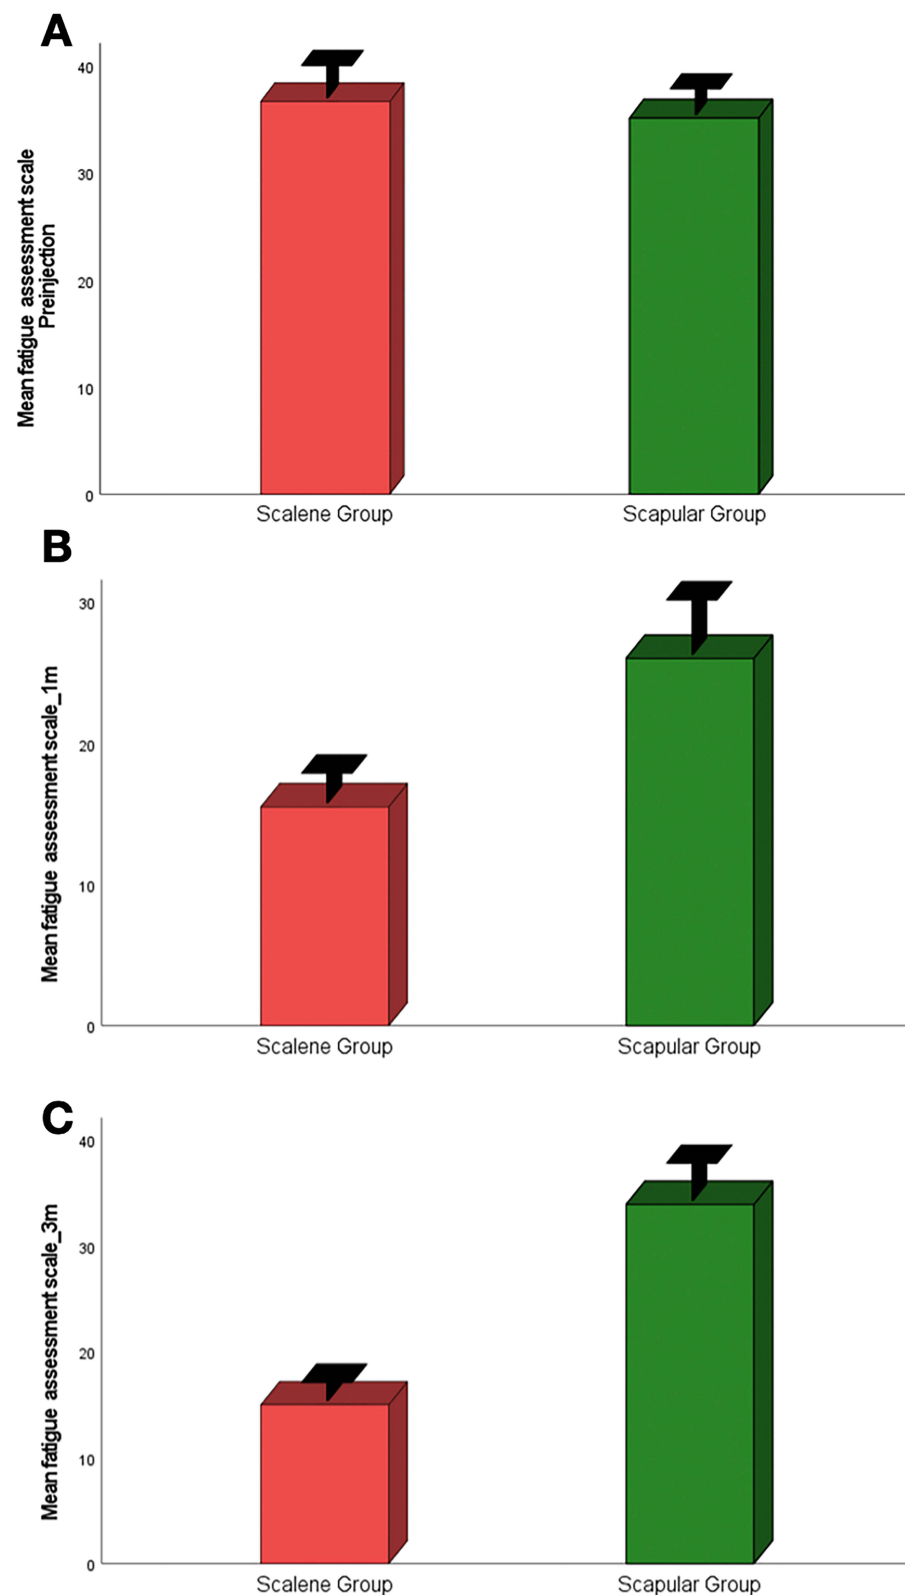 A
Mean fatigue assessment scale
Preinjection
40
30
20
10
0
Scalene Group
Scapular Group
B
Mean fatigue assessment scale_1m
30
20
10
0
Scalene Group
Scapular Group
C
Mean fatigue assessment scale_3m
40
30
20
10
0
Scalene Group
Scapular Group